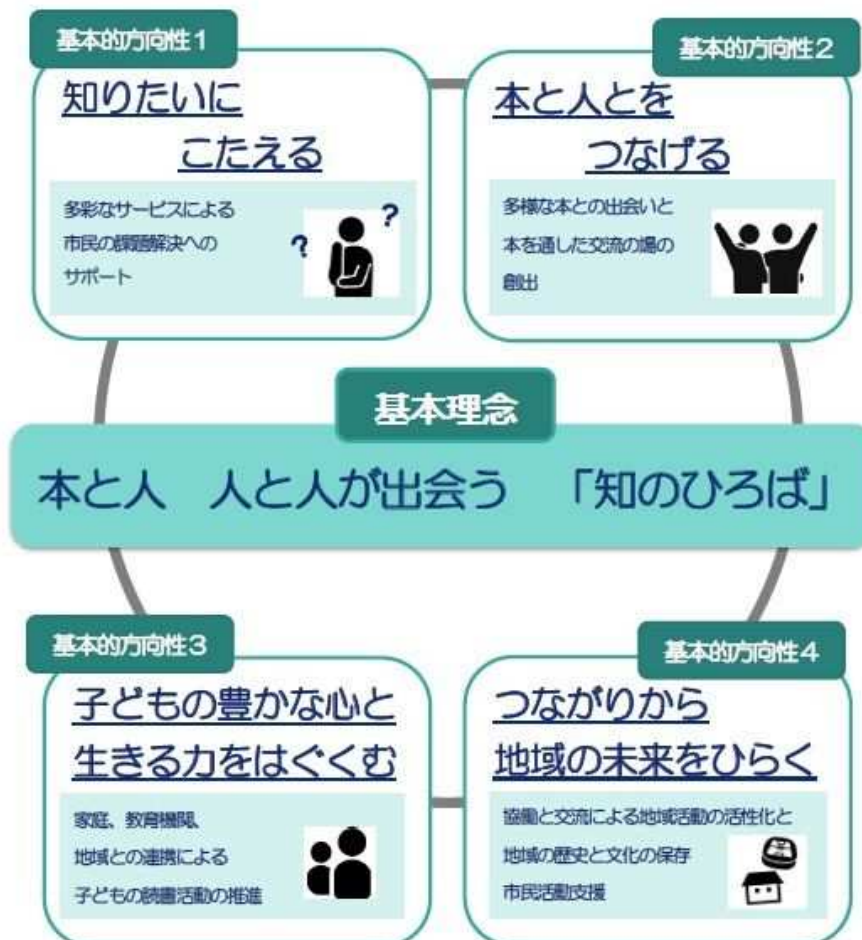 基本的方向性1
知りたいに
こたえる
多彩なサービスによる
市民の課題解決への
サポート
? ?
基本的方向性2
本と人とを
つなげる
多様な本との出会いと
本を通した交流の場の
創出
基本理念
本と人　人と人が出会う　「知のひろば」
基本的方向性3
子どもの豊かな心と
生きる力をはぐくむ
家庭、教育機関、
地域との連携による
子どもの読書活動の推進
基本的方向性4
つながりから
地域の未来をひらく
協働と交流による地域活動の活性化と
地域の歴史と文化の保存
市民活動支援